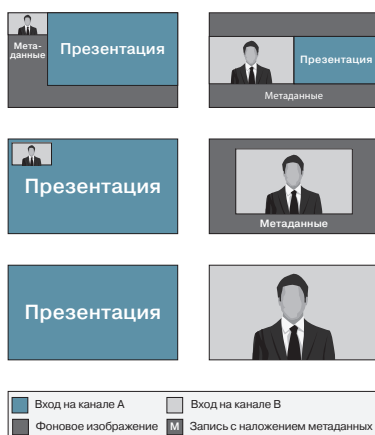 Мета-
данные
Презентация
Презентация
Метаданные
Презентация
Метаданные
Презентация
Вход на канале A
Вход на канале B
Фоновое изображение
М Запись с наложением метаданных